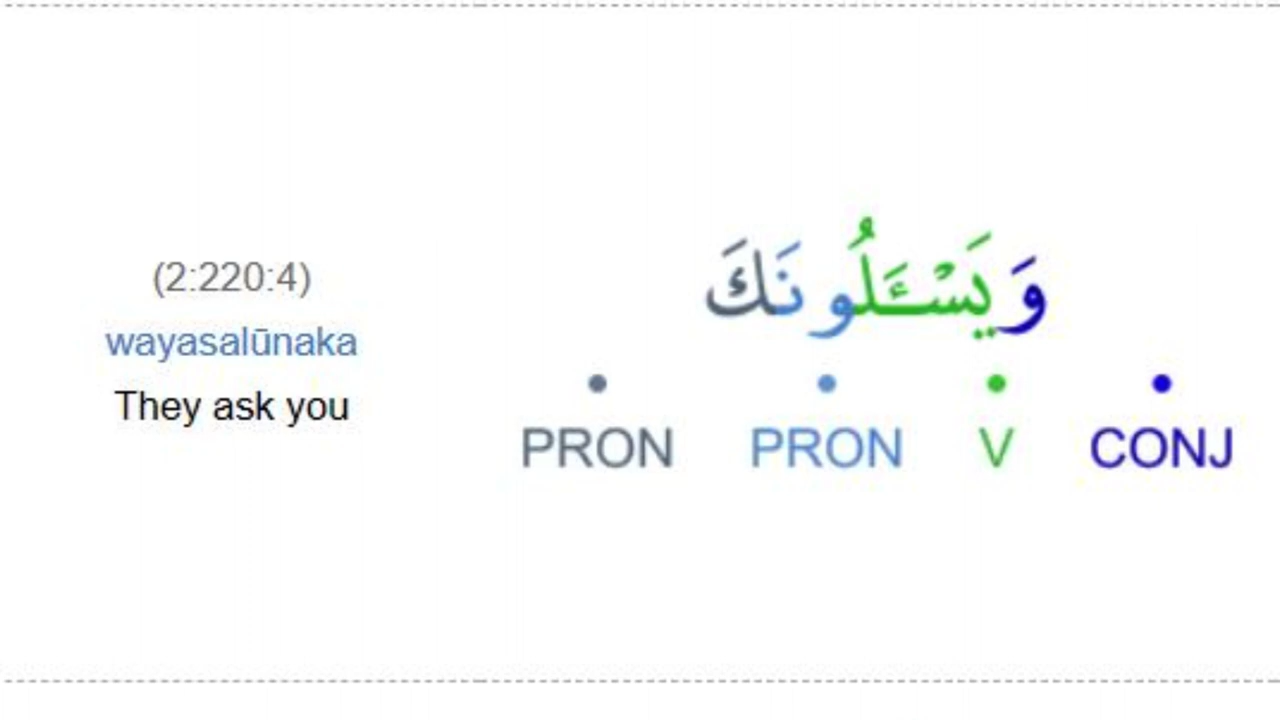 (2:220:4)
wayasalūnaka
They ask you
وَيَسْـَٔلُونَكَ
PRON PRON V CONJ